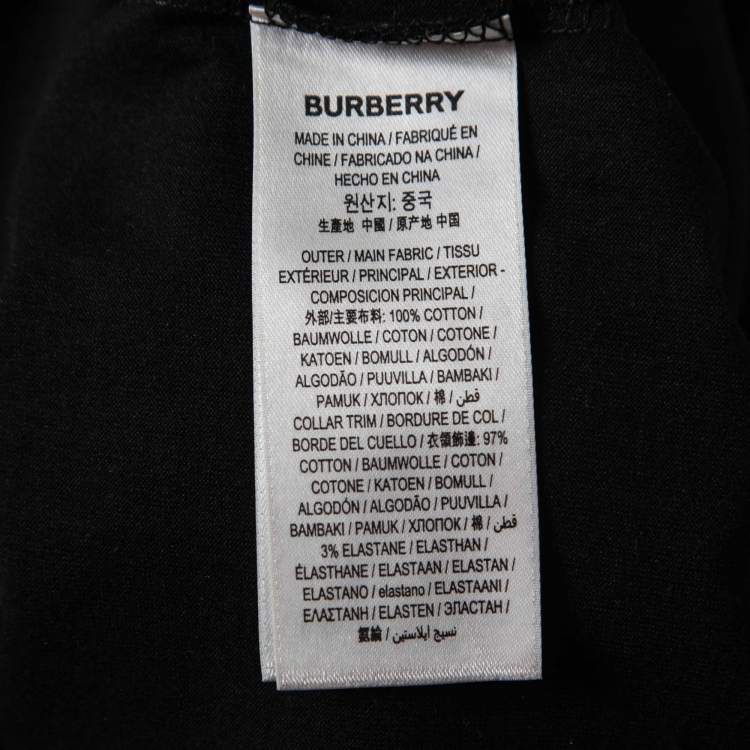 BURBERRY
MADE IN CHINA / FABRIQUÉ EN
CHINE / FABRICADO NA CHINA /
HECHO EN CHINA
원산지: 중국
生產地 中國 / 原产地 中国
OUTER / MAIN FABRIC / TISSU
EXTÉRIEUR / PRINCIPAL / EXTERIOR -
COMPOSICION PRINCIPAL /
外部/主要布料: 100% COTTON /
BAUMWOLLE / COTON / COTONE /
KATOEN / BOMULL / ALGODÓN /
ALGODÃO / PUUVILLA / BAMBAKI /
PAMUK / ХЛОПОК / 棉 / قطن /
COLLAR TRIM / BORDURE DE COL /
BORDE DEL CUELLO / 衣領飾邊: 97%
COTTON / BAUMWOLLE / COTON /
COTONE / KATOEN / BOMULL /
ALGODÓN / ALGODÃO / PUUVILLA /
BAMBAKI / PAMUK / ХЛОПОК / 棉 / قطن /
3% ELASTANE / ELASTHAN /
ÉLASTHANE / ELASTAAN / ELASTAN /
ELASTANO / elastano / ELASTAANI /
ΕΛΑΣΤΑΝΗ / ELASTEN / ЭЛАСТАН /
氨綸 / نسيج إيلاستين /